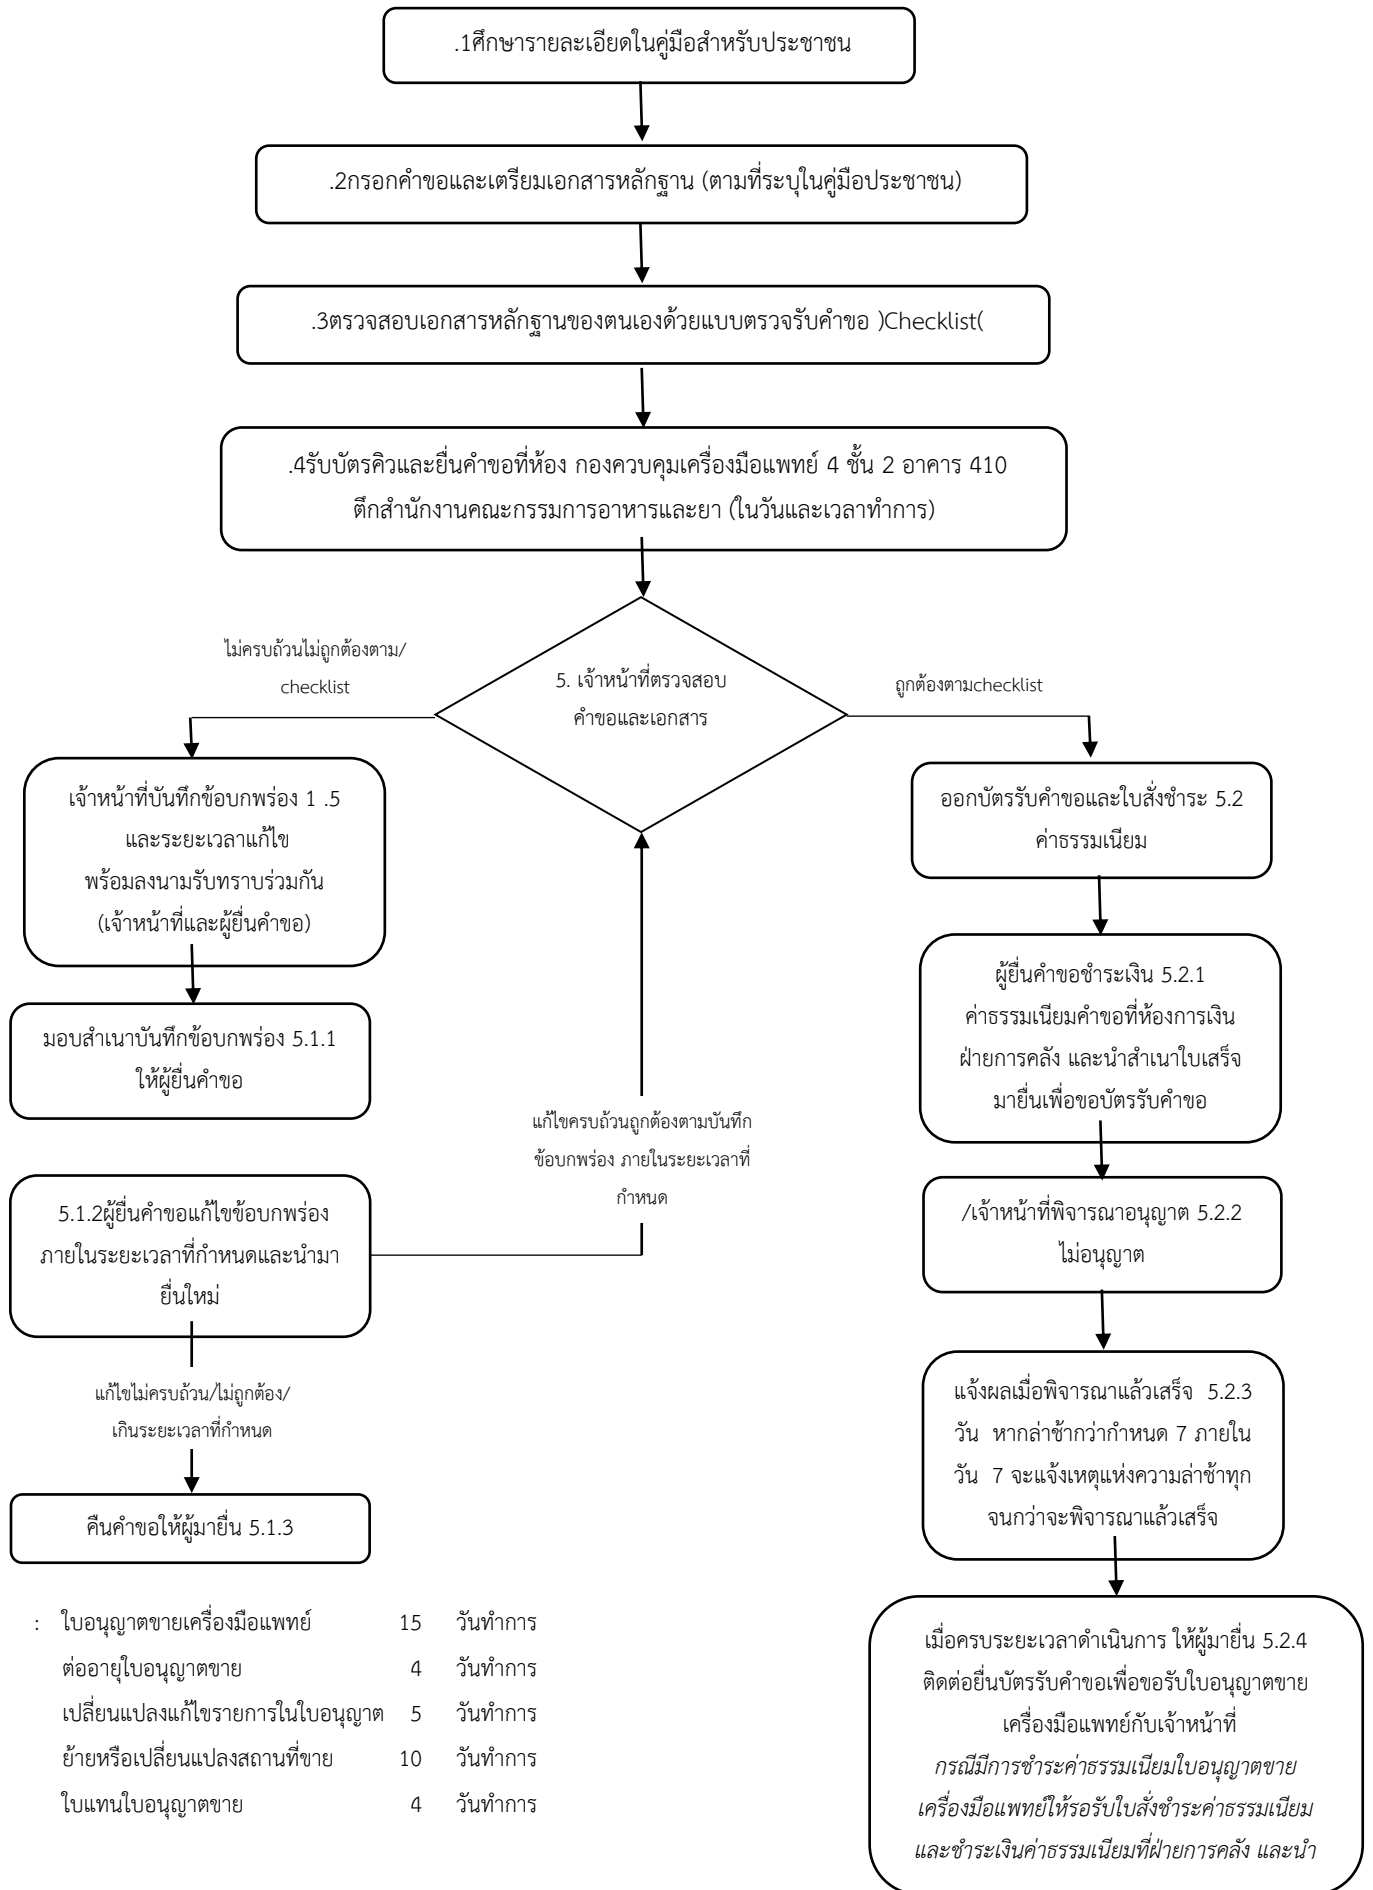 .1ศึกษารายละเอียดในคู่มือสำหรับประชาชน
.2กรอกคำขอและเตรียมเอกสารหลักฐาน (ตามที่ระบุในคู่มือประชาชน)
.3ตรวจสอบเอกสารหลักฐานของตนเองด้วยแบบตรวจรับคำขอ )Checklist(
.4รับบัตรคิวและยื่นคำขอที่ห้อง กองควบคุมเครื่องมือแพทย์ 4 ชั้น 2 อาคาร 410
ตึกสำนักงานคณะกรรมการอาหารและยา (ในวันและเวลาทำการ)
5. เจ้าหน้าที่ตรวจสอบ
คำขอและเอกสาร
ไม่ครบถ้วนไม่ถูกต้องตาม/
checklist
เจ้าหน้าที่บันทึกข้อบกพร่อง 1 .5
และระยะเวลาแก้ไข
พร้อมลงนามรับทราบร่วมกัน
(เจ้าหน้าที่และผู้ยื่นคำขอ)
มอบสำเนาบันทึกข้อบกพร่อง 5.1.1
ให้ผู้ยื่นคำขอ
5.1.2ผู้ยื่นคำขอแก้ไขข้อบกพร่อง
ภายในระยะเวลาที่กำหนดและนำมา
ยื่นใหม่
แก้ไขครบถ้วนถูกต้องตามบันทึก
ข้อบกพร่อง ภายในระยะเวลาที่
กำหนด
แก้ไขไม่ครบถ้วน/ไม่ถูกต้อง/
เกินระยะเวลาที่กำหนด
คืนคำขอให้ผู้มายื่น 5.1.3
ถูกต้องตามchecklist
ออกบัตรรับคำขอและใบสั่งชำระ 5.2
ค่าธรรมเนียม
ผู้ยื่นคำขอชำระเงิน 5.2.1
ค่าธรรมเนียมคำขอที่ห้องการเงิน
ฝ่ายการคลัง และนำสำเนาใบเสร็จ
มายื่นเพื่อขอบัตรรับคำขอ
/เจ้าหน้าที่พิจารณาอนุญาต 5.2.2
ไม่อนุญาต
แจ้งผลเมื่อพิจารณาแล้วเสร็จ 5.2.3
วัน หากล่าช้ากว่ากำหนด 7 ภายใน
วัน 7 จะแจ้งเหตุแห่งความล่าช้าทุก
จนกว่าจะพิจารณาแล้วเสร็จ
เมื่อครบระยะเวลาดำเนินการ ให้ผู้มายื่น 5.2.4
ติดต่อยื่นบัตรรับคำขอเพื่อขอรับใบอนุญาตขาย
เครื่องมือแพทย์กับเจ้าหน้าที่
กรณีมีการชำระค่าธรรมเนียมใบอนุญาตขาย
เครื่องมือแพทย์ให้รอรับใบสั่งชำระค่าธรรมเนียม
และชำระเงินค่าธรรมเนียมที่ฝ่ายการคลัง และนำ
: ใบอนุญาตขายเครื่องมือแพทย์ 15 วันทำการ
ต่ออายุใบอนุญาตขาย 4 วันทำการ
เปลี่ยนแปลงแก้ไขรายการในใบอนุญาต 5 วันทำการ
ย้ายหรือเปลี่ยนแปลงสถานที่ขาย 10 วันทำการ
ใบแทนใบอนุญาตขาย 4 วันทำการ